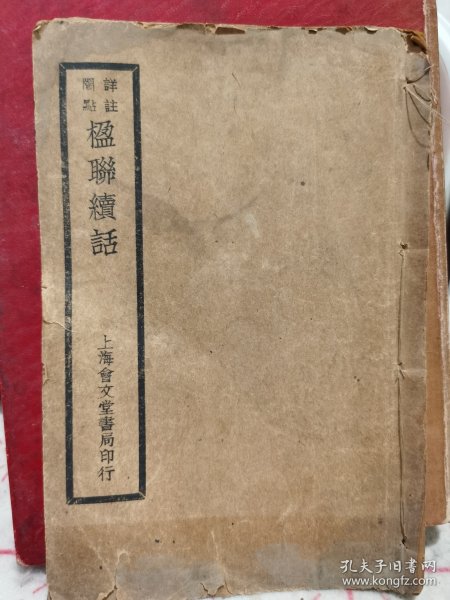 詳註
圈點
楹聯續話
上海會文堂書局印行
孔夫子旧书网
www.kongfz.com